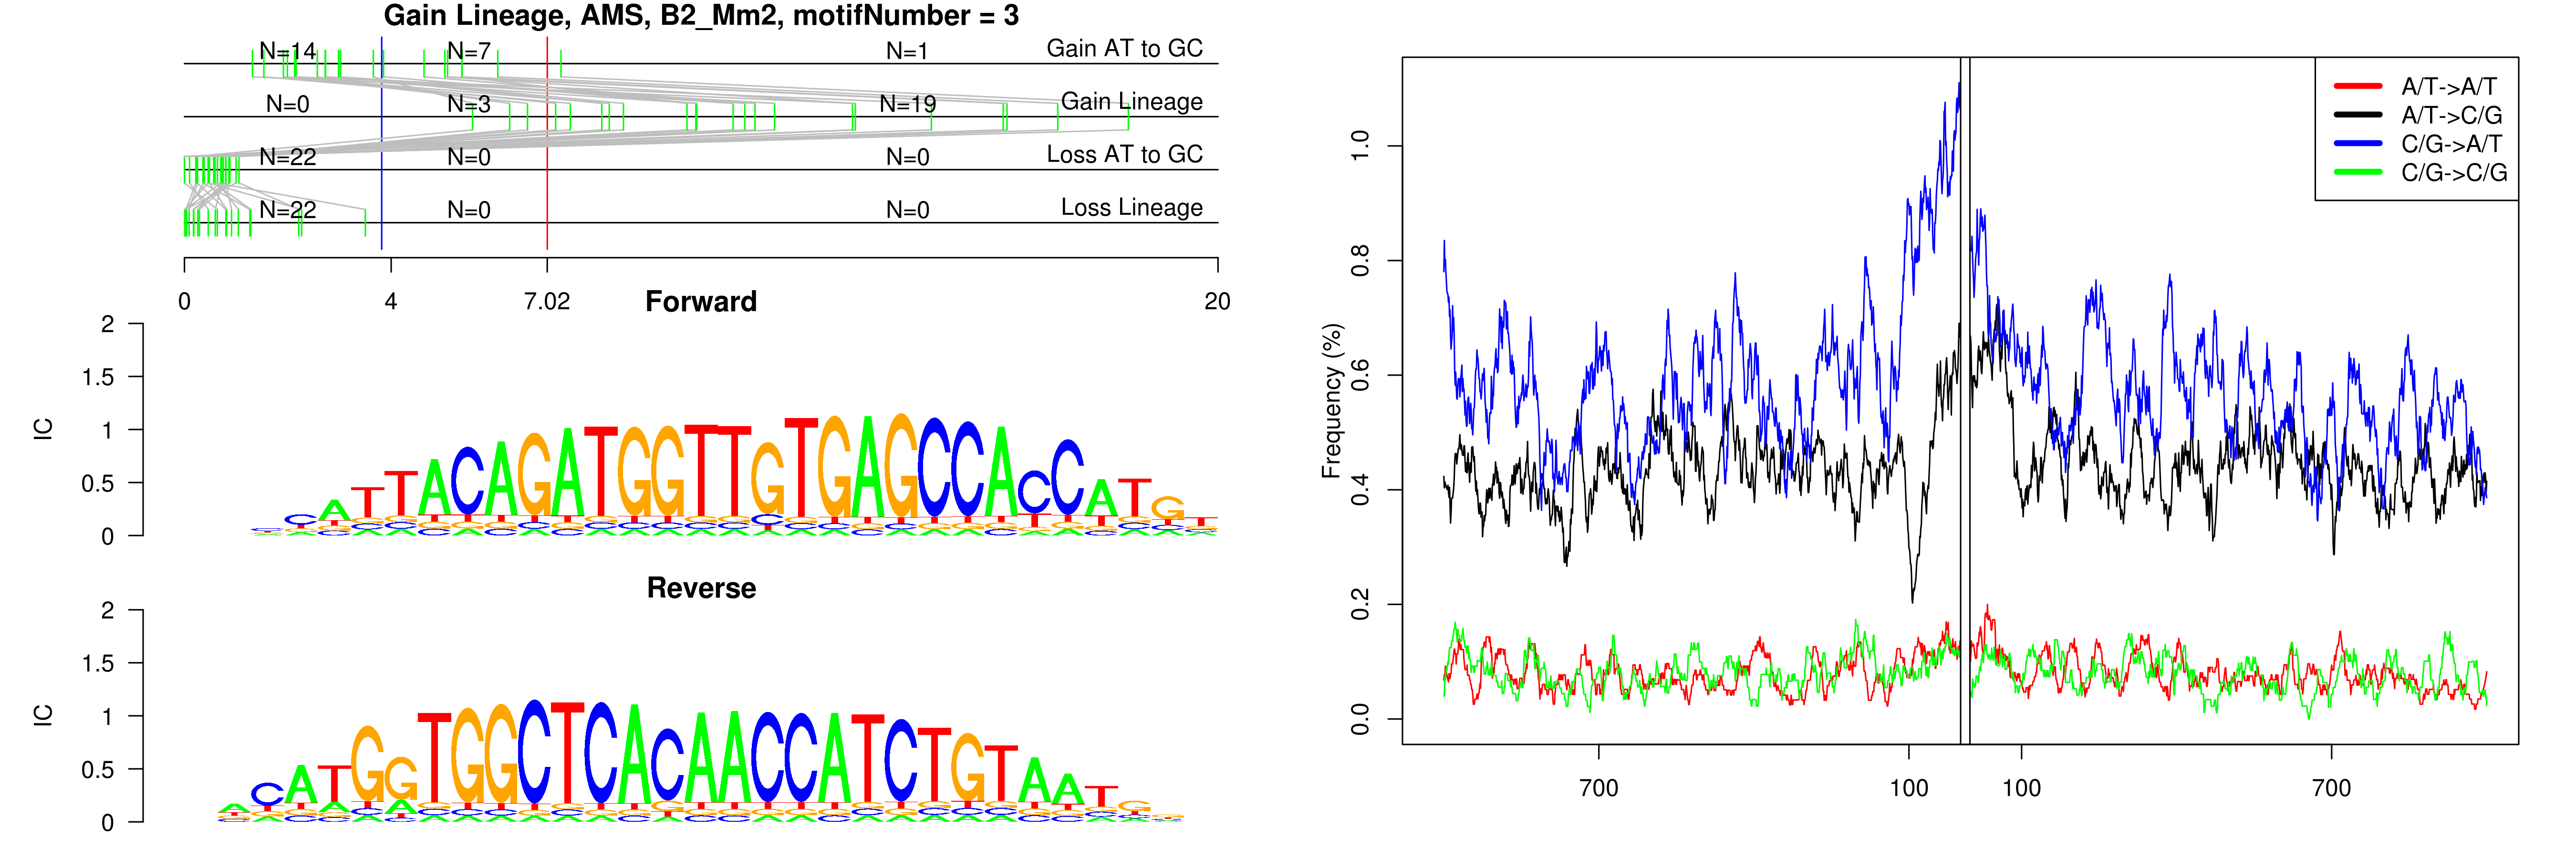 Gain Lineage, AMS, B2_Mm2, motifNumber = 3
N=14 N=7 N=1 Gain AT to GC
N=0 N=3 N=19 Gain Lineage
N=22 N=0 N=0 Loss AT to GC
N=22 N=0 N=0 Loss Lineage
0 4 7.02 20
Forward
IC
2
1.5
1
0.5
0
CATTACAGATGGTTGTGAGCCACCATGT
Reverse
IC
2
1.5
1
0.5
0
ACATGGTGGCTCACAACCATCTGTAATG
Frequency (%)
1.0
0.8
0.6
0.4
0.2
0.0
700 100 100 700
A/T->A/T
A/T->C/G
C/G->A/T
C/G->C/G